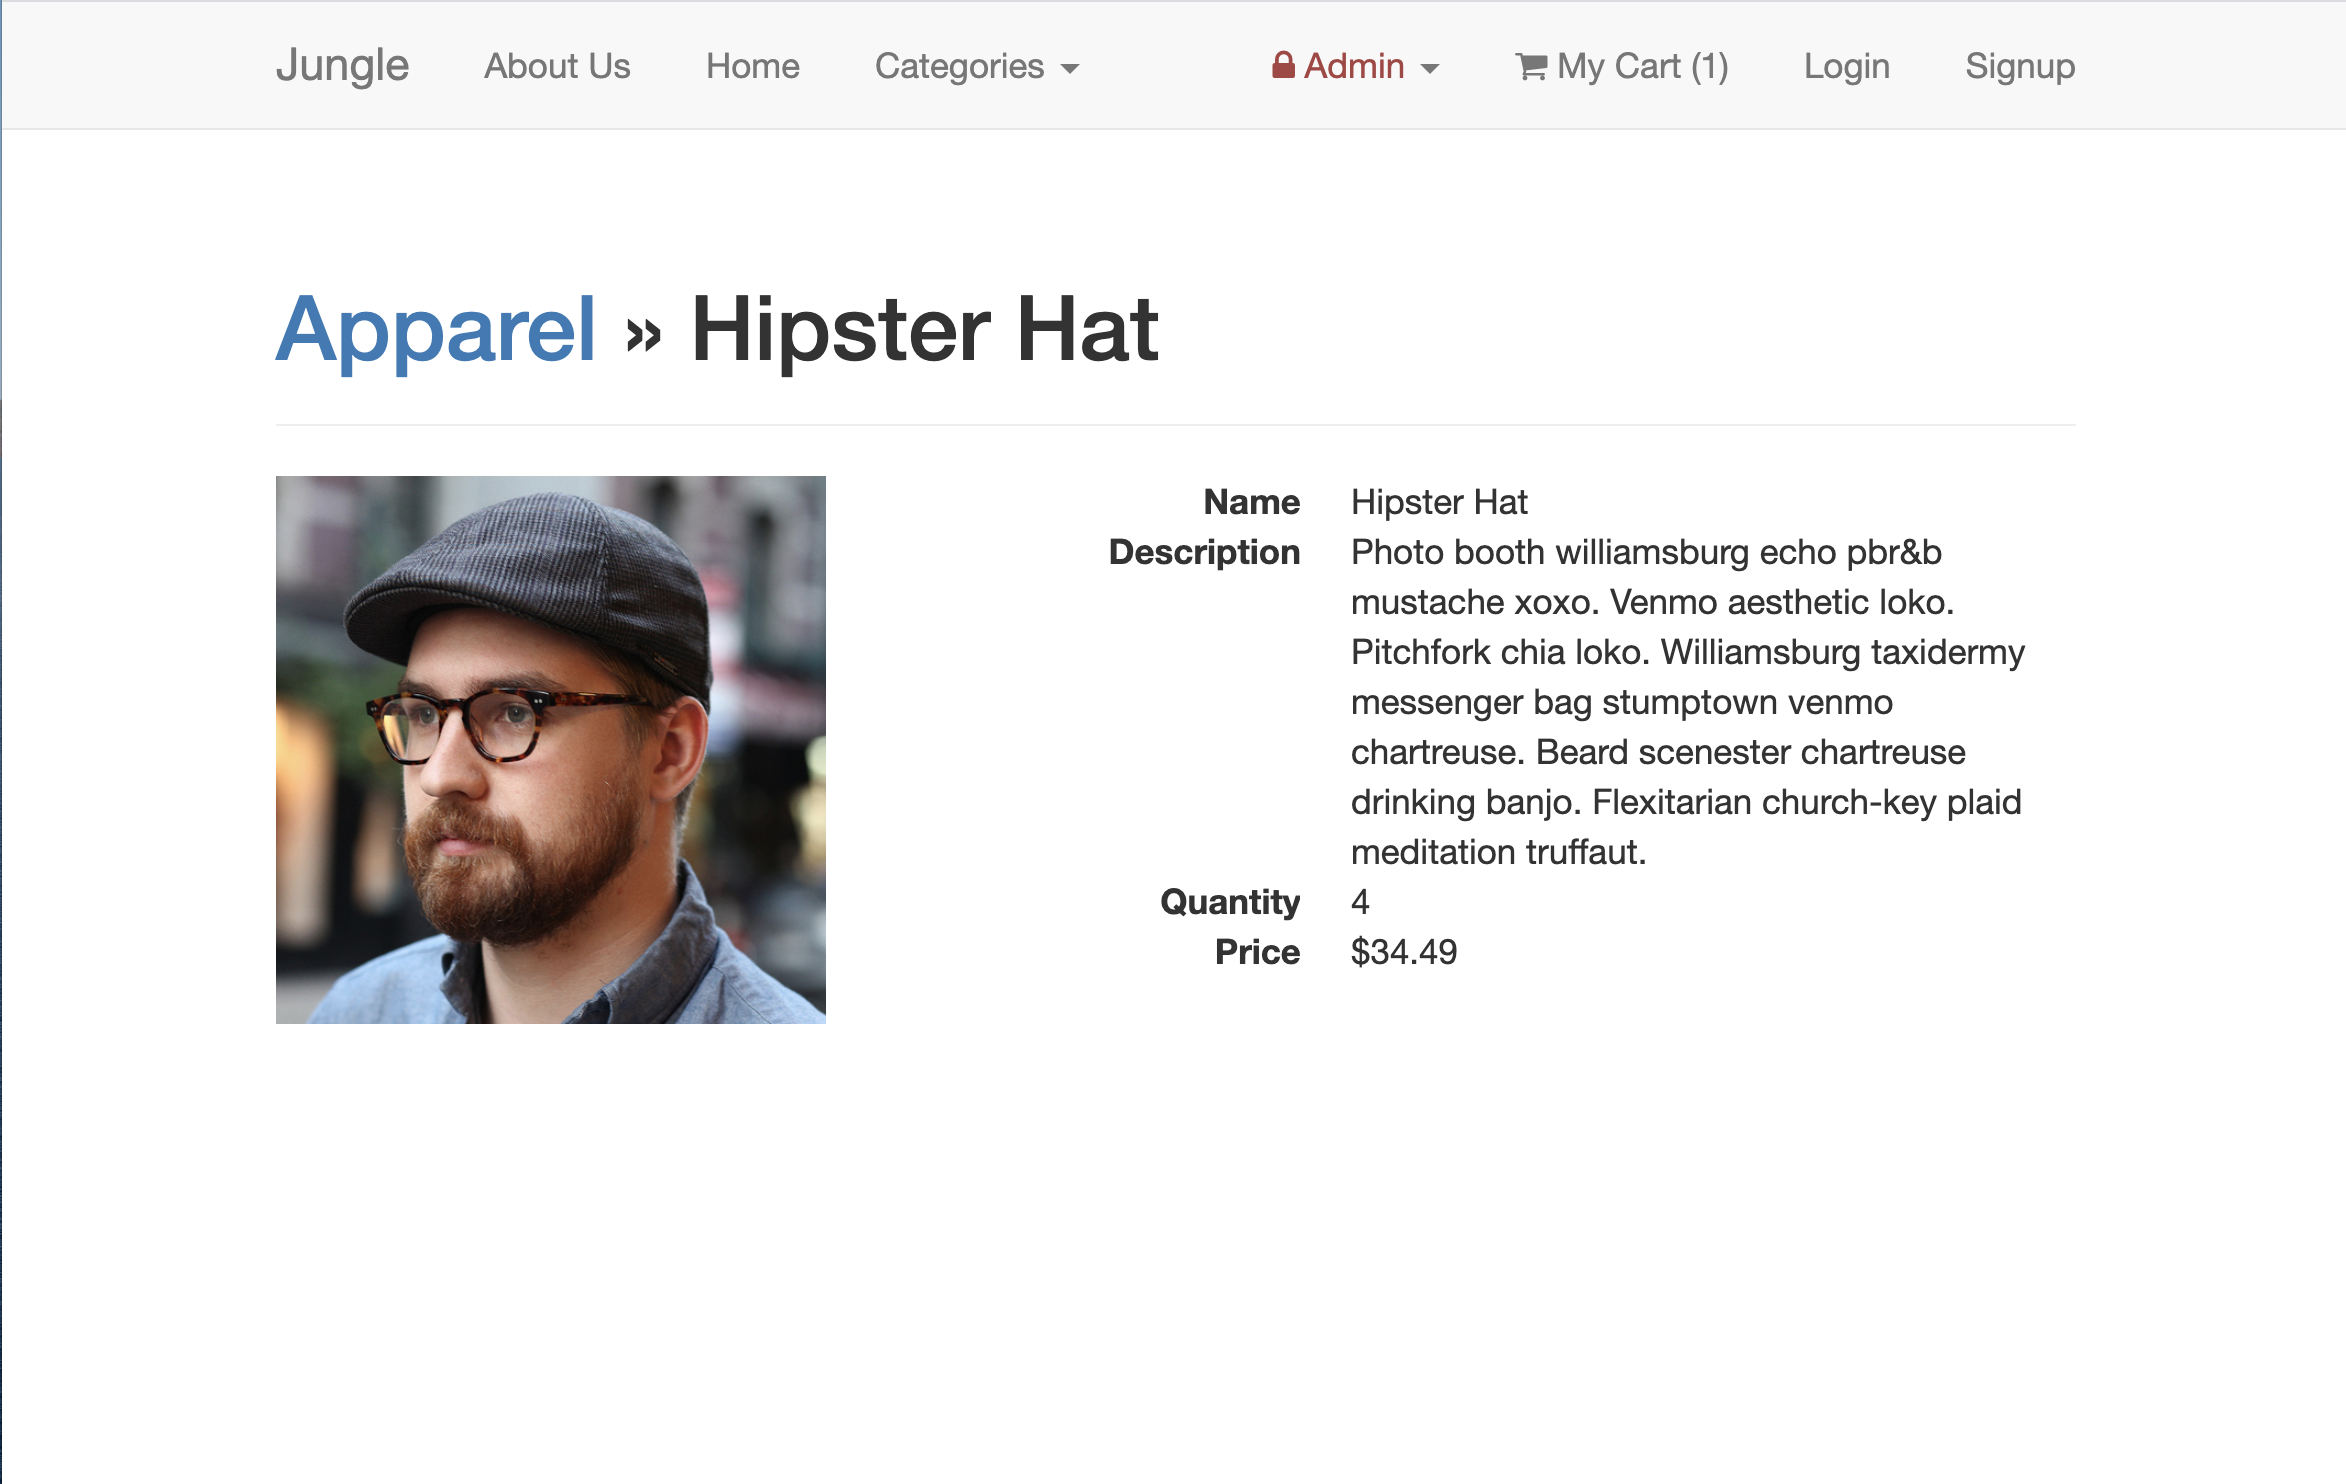 Jungle About Us Home Categories Admin My Cart (1) Login Signup
Apparel » Hipster Hat
Name Hipster Hat
Description Photo booth williamsburg echo pbr&b
mustache xoxo. Venmo aesthetic loko.
Pitchfork chia loko. Williamsburg taxidermy
messenger bag stumptown venmo
chartreuse. Beard scenester chartreuse
drinking banjo. Flexitarian church-key plaid
meditation truffaut.
Quantity 4
Price $34.49